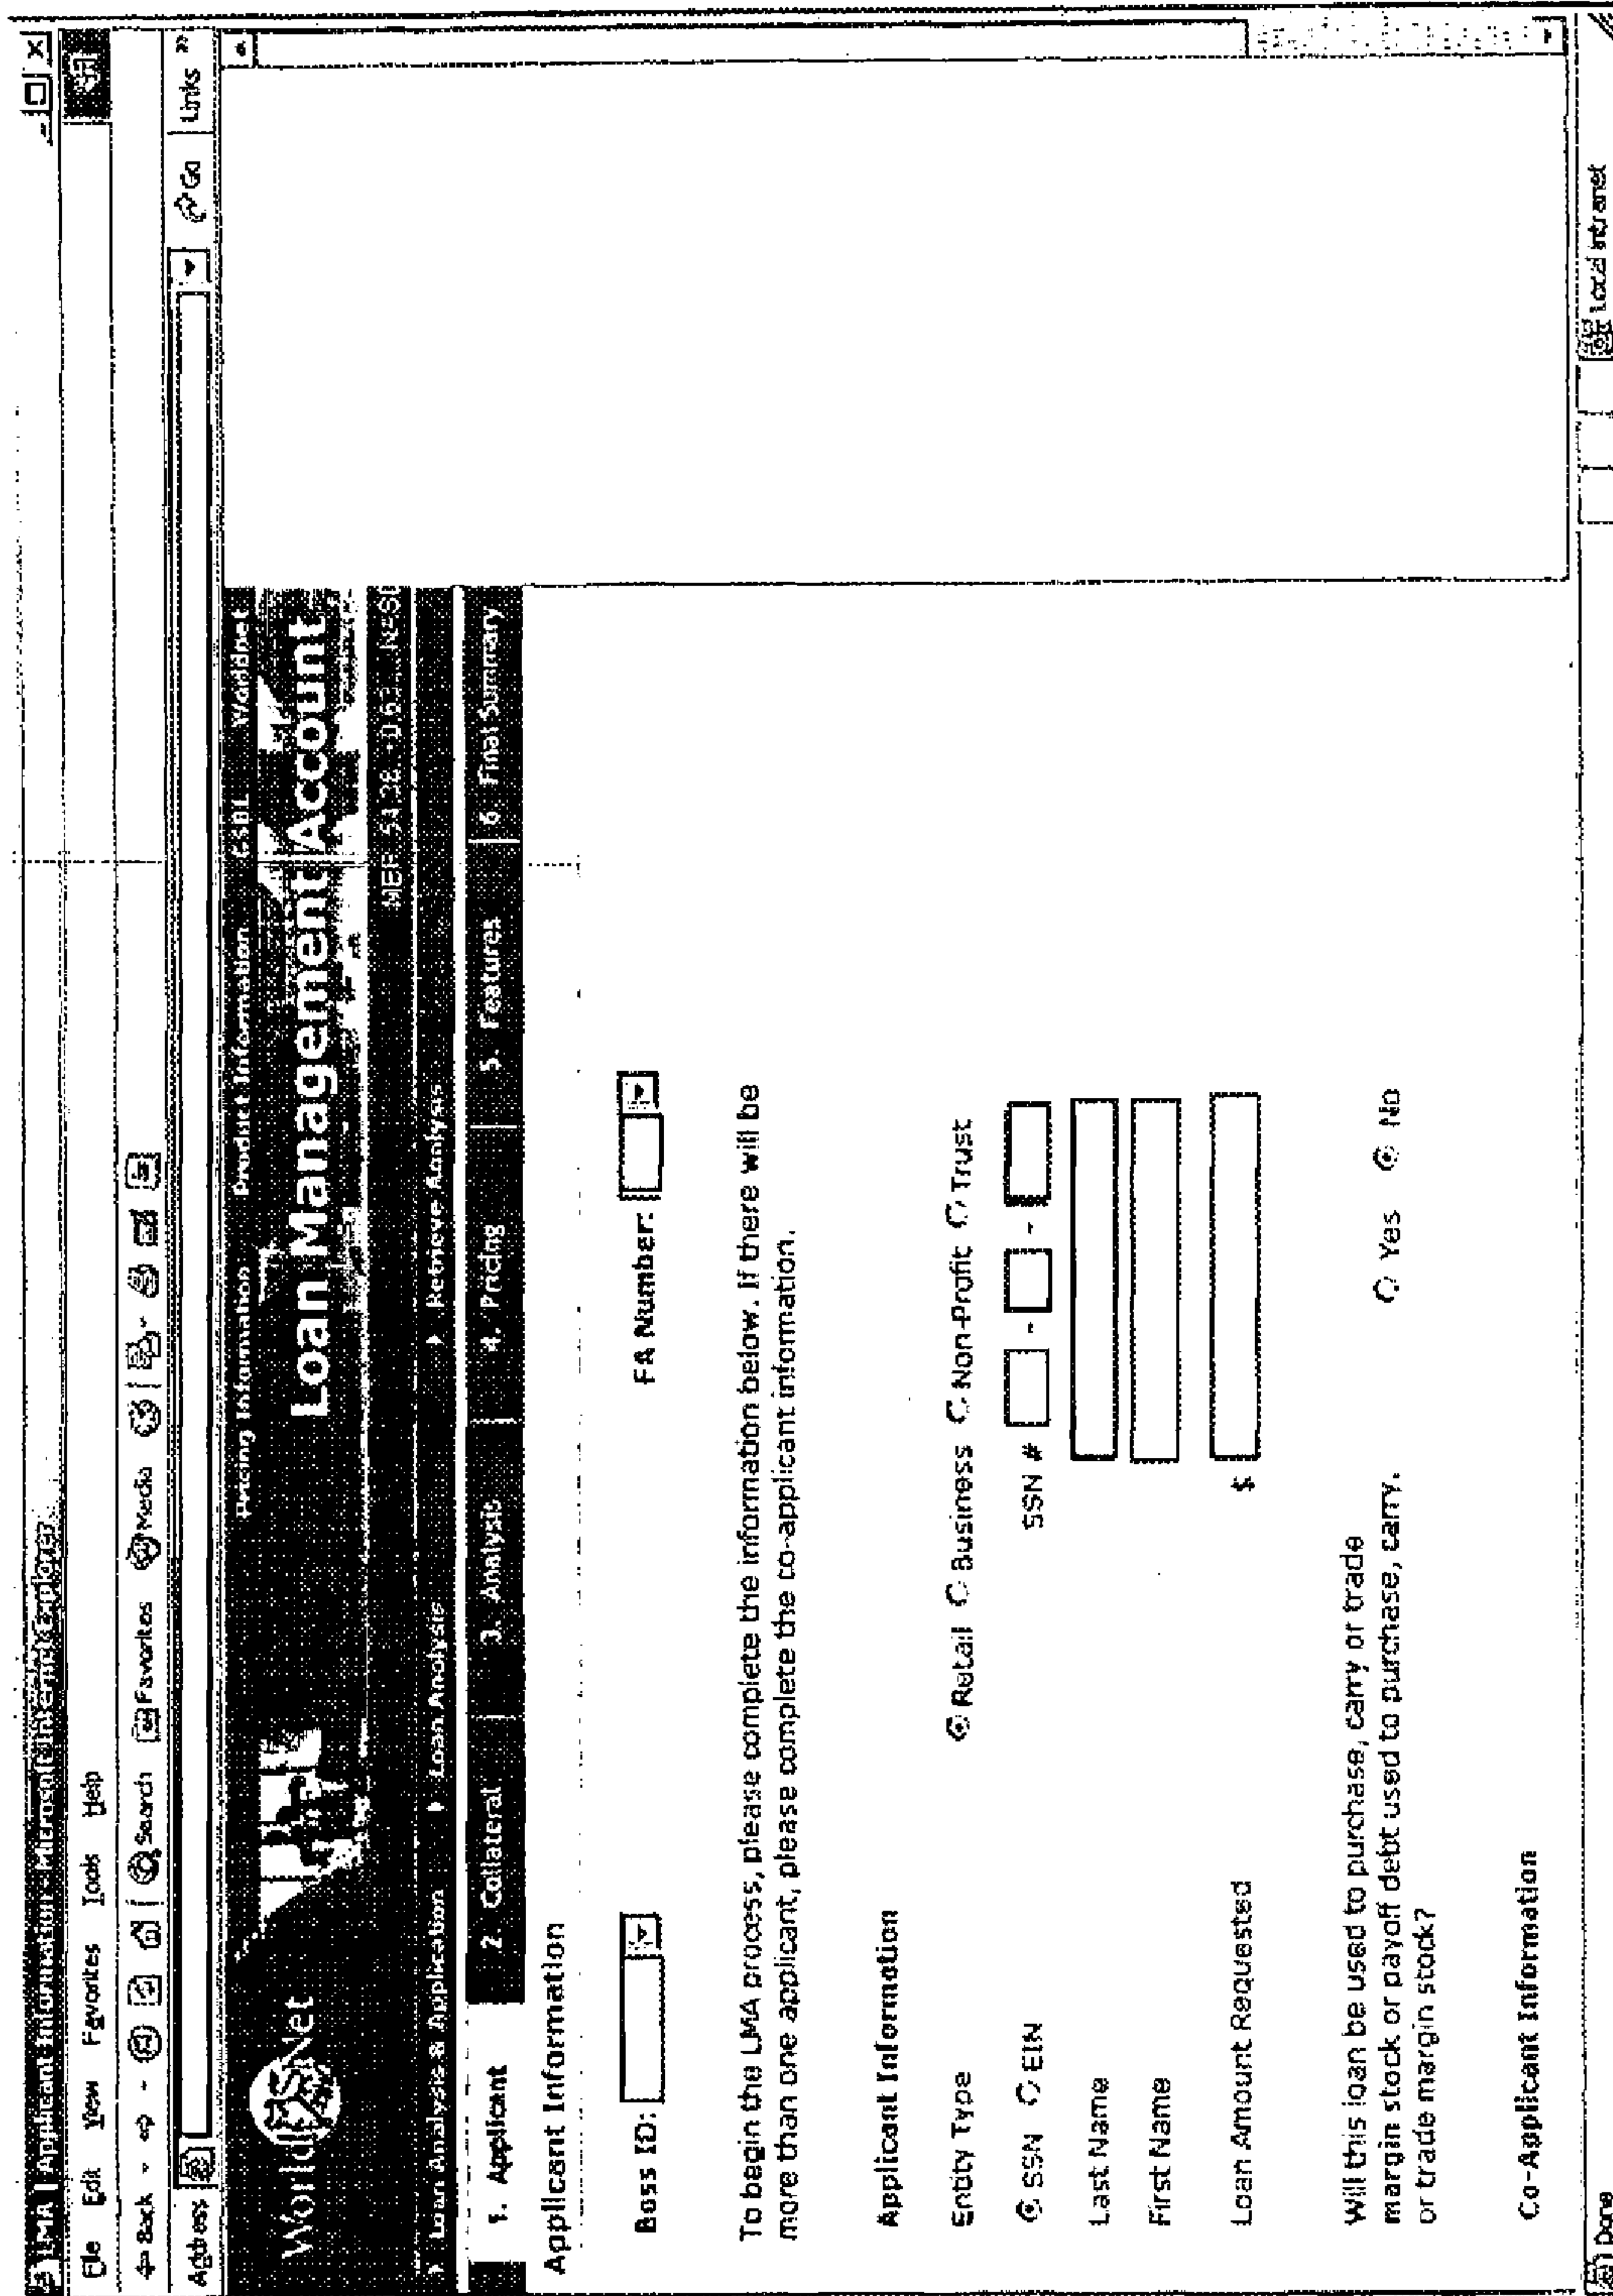 LMA | Applicant Information - Microsoft Internet Explorer
File Edit View Favorites Tools Help
Back Search Favorites Media
Address Go Links »
Pricing Information Product Information
World Net Loan Management Account
Loan Analysis & Application Loan Analysis Retrieve Analysis
1. Applicant 2. Collateral 3. Analysis 4. Pricing 5. Features 6. Final Summary
Applicant Information
Boss ID: FA Number:
To begin the LMA process, please complete the information below. If there will be
more than one applicant, please complete the co-applicant information.
Applicant Information
Entity Type Retail Business Non-Profit Trust
SSN EIN SSN # - -
Last Name
First Name
Loan Amount Requested $
Will this loan be used to purchase, carry or trade
margin stock or payoff debt used to purchase, carry,
or trade margin stock? Yes No
Co-Applicant Information
Done Local intranet